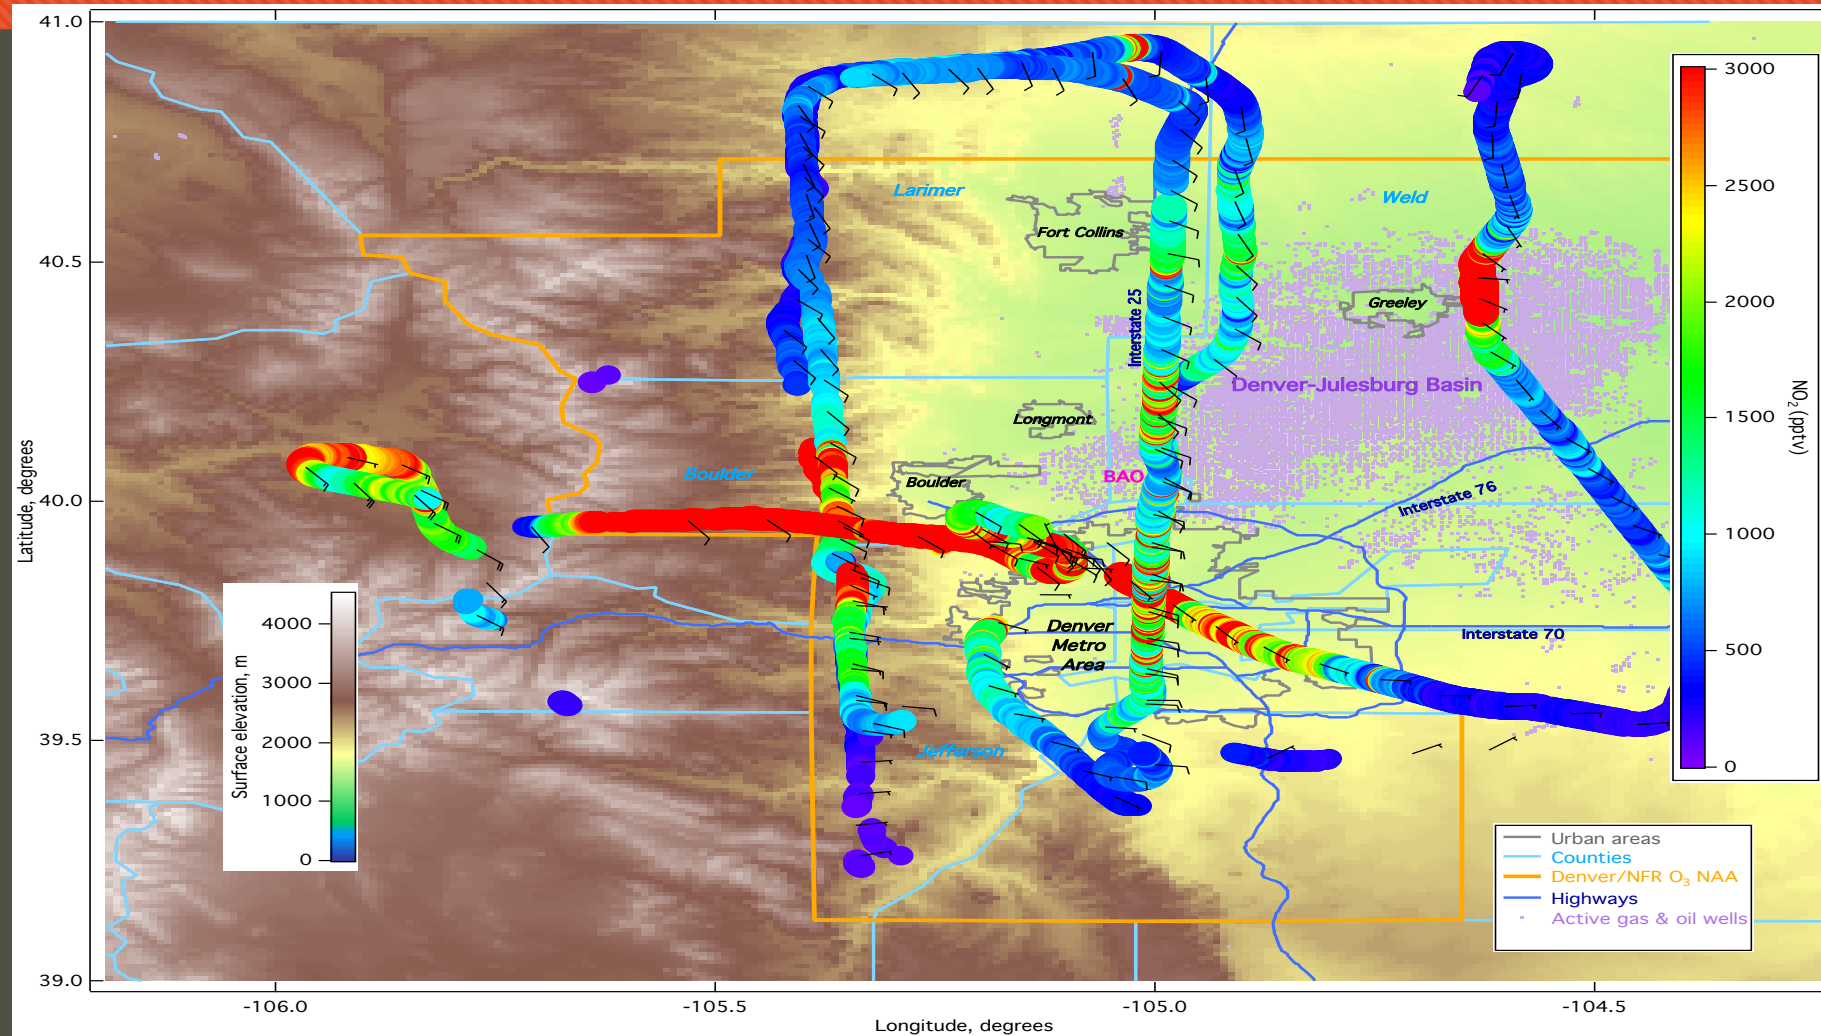 41.0
40.5
40.0
39.5
39.0
Latitude, degrees
-106.0
-105.5
-105.0
-104.5
Longitude, degrees
Larimer
Weld
Fort Collins
Greeley
Interstate 25
Denver-Julesburg Basin
Longmont
BAO
Boulder
Boulder
Interstate 76
Denver
Metro
Area
Interstate 70
Jefferson
Surface elevation, m
4000
3000
2000
1000
0
3000
2500
2000
1500
1000
500
0
NO2 (pptv)
Urban areas
Counties
Denver/NFR O3 NAA
Highways
Active gas & oil wells